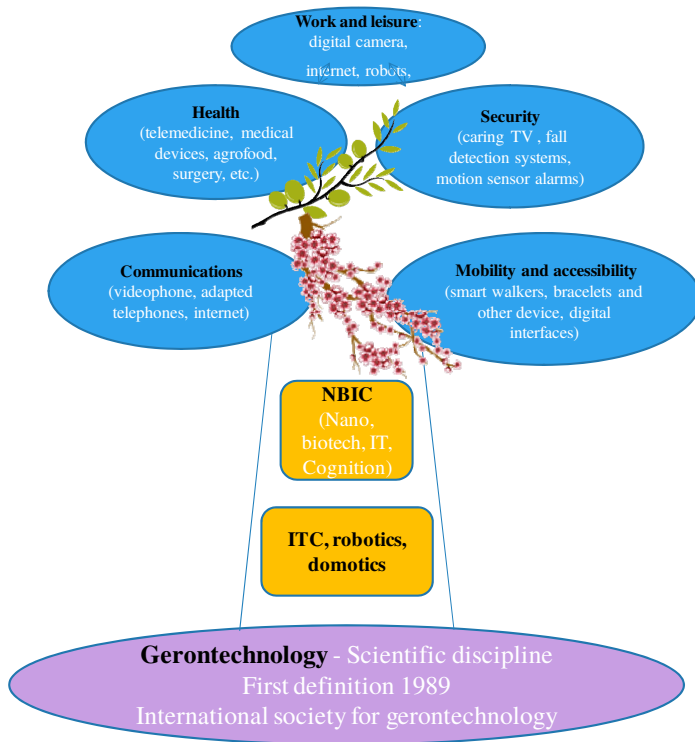 Work and leisure:
digital camera,
internet, robots,
Health
(telemedicine, medical
devices, agrofood,
surgery, etc.)
Security
(caring TV , fall
detection systems,
motion sensor alarms)
Communications
(videophone, adapted
telephones, internet)
Mobility and accessibility
(smart walkers, bracelets and
other device, digital
interfaces)
NBIC
(Nano,
biotech, IT,
Cognition)
ITC, robotics,
domotics
Gerontechnology - Scientific discipline
First definition 1989
International society for gerontechnology